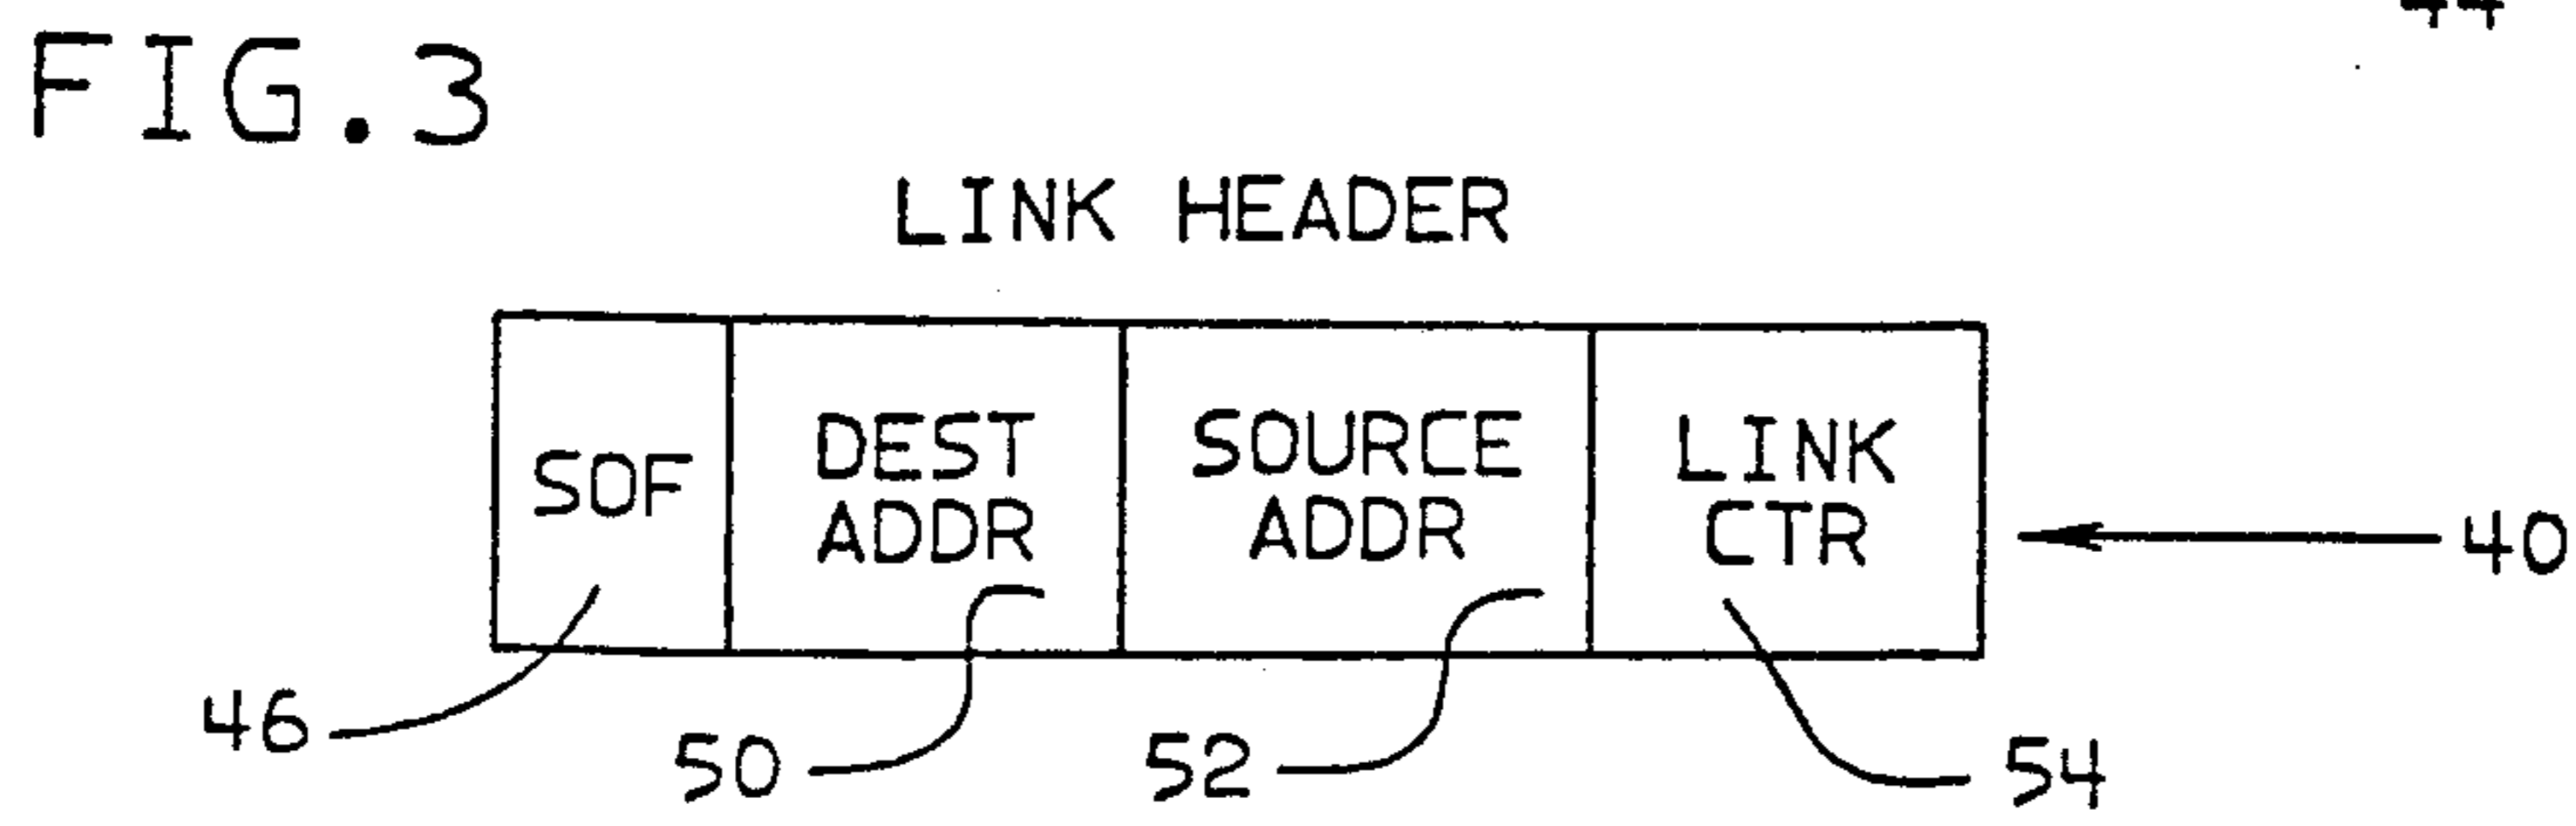 FIG.3
LINK HEADER
SOF
DEST
ADDR
SOURCE
ADDR
LINK
CTR
40
46
50
52
54